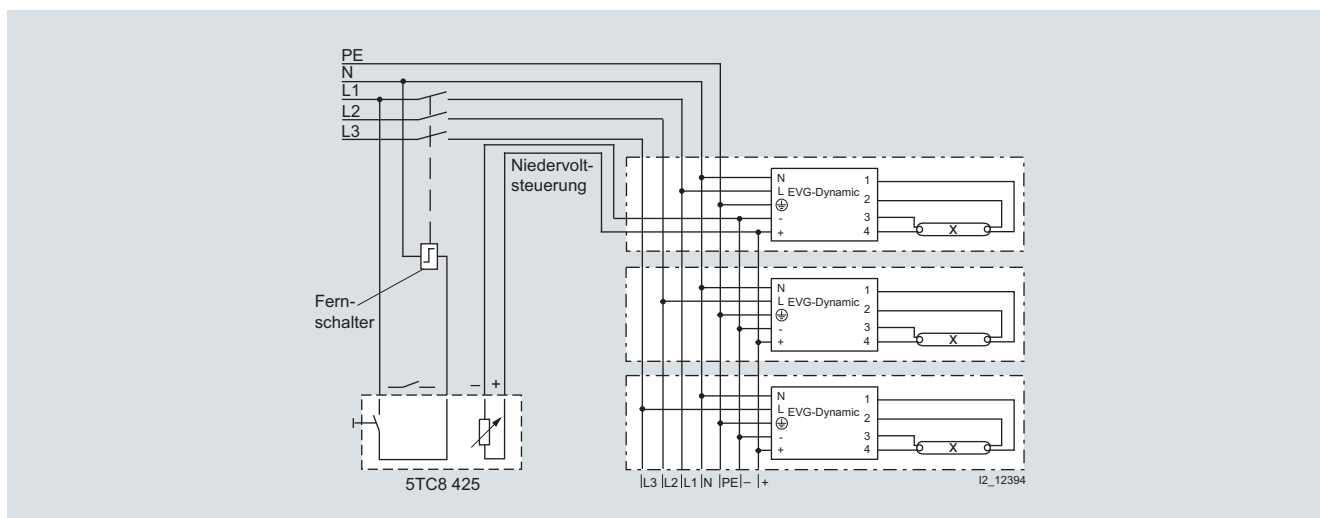 PE
N
L1
L2
L3
Niedervolt-
steuerung
Fern-
schalter
– +
5TC8 425
N
L EVG-Dynamic
-
+
1
2
3
4
X
N
L EVG-Dynamic
-
+
1
2
3
4
X
N
L EVG-Dynamic
-
+
1
2
3
4
X
L3 L2 L1 N PE – +
I2_12394